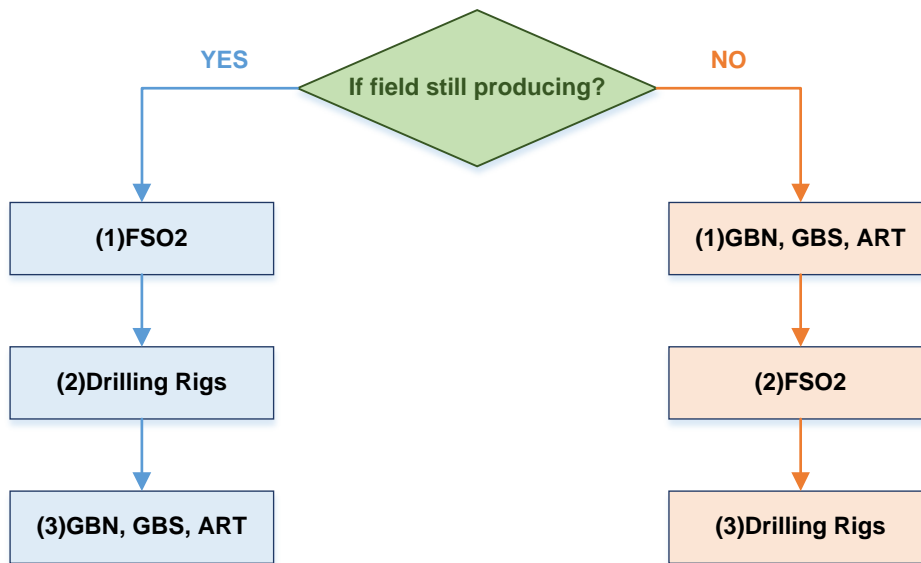 If field still producing?
YES
NO
(1)FSO2
(1)GBN, GBS, ART
(2)Drilling Rigs
(2)FSO2
(3)GBN, GBS, ART
(3)Drilling Rigs